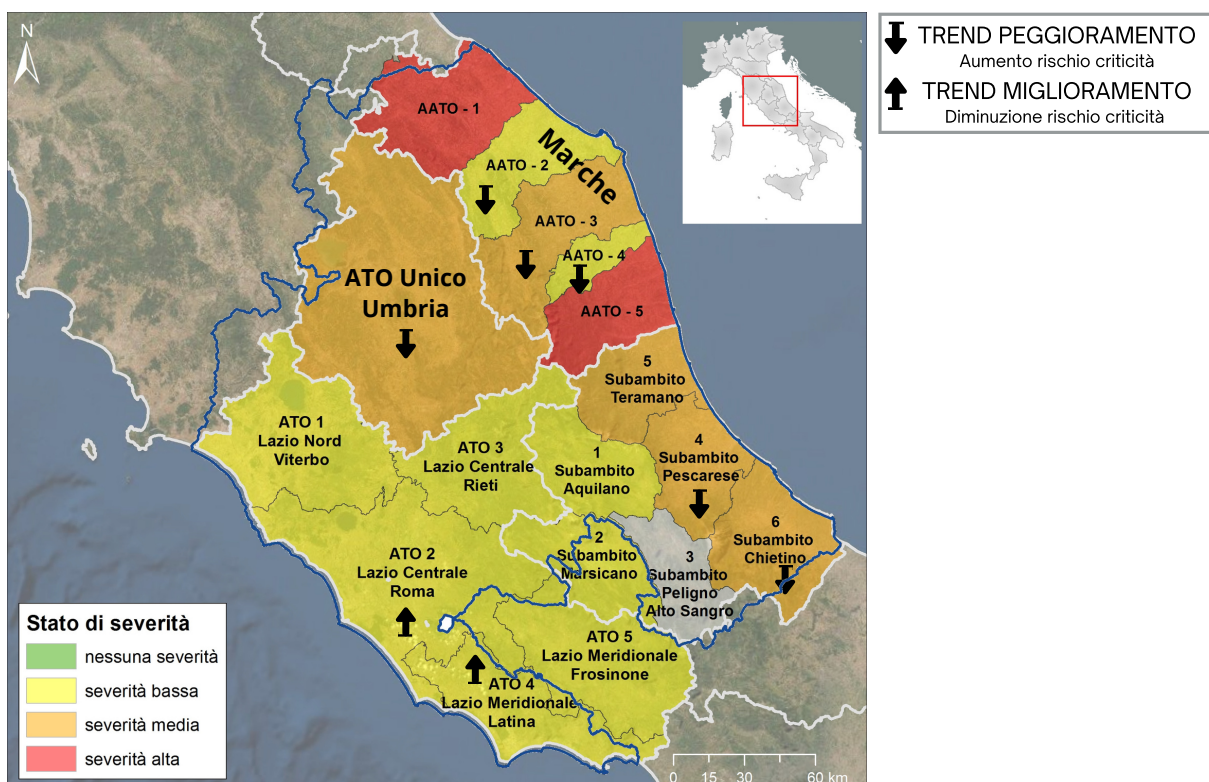 N
TREND PEGGIORAMENTO
Aumento rischio criticità
TREND MIGLIORAMENTO
Diminuzione rischio criticità
AATO - 1
Marche
AATO - 2
AATO - 3
AATO - 4
AATO - 5
ATO Unico
Umbria
5
Subambito
Teramano
4
Subambito
Pescarese
ATO 1
Lazio Nord
Viterbo
ATO 3
Lazio Centrale
Rieti
1
Subambito
Aquilano
6
Subambito
Chietino
2
Subambito
Marsicano
3
Subambito
Peligno
Alto Sangro
ATO 2
Lazio Centrale
Roma
ATO 5
Lazio Meridionale
Frosinone
ATO 4
Lazio Meridionale
Latina
Stato di severità
nessuna severità
severità bassa
severità media
severità alta
0 15 30 60 km